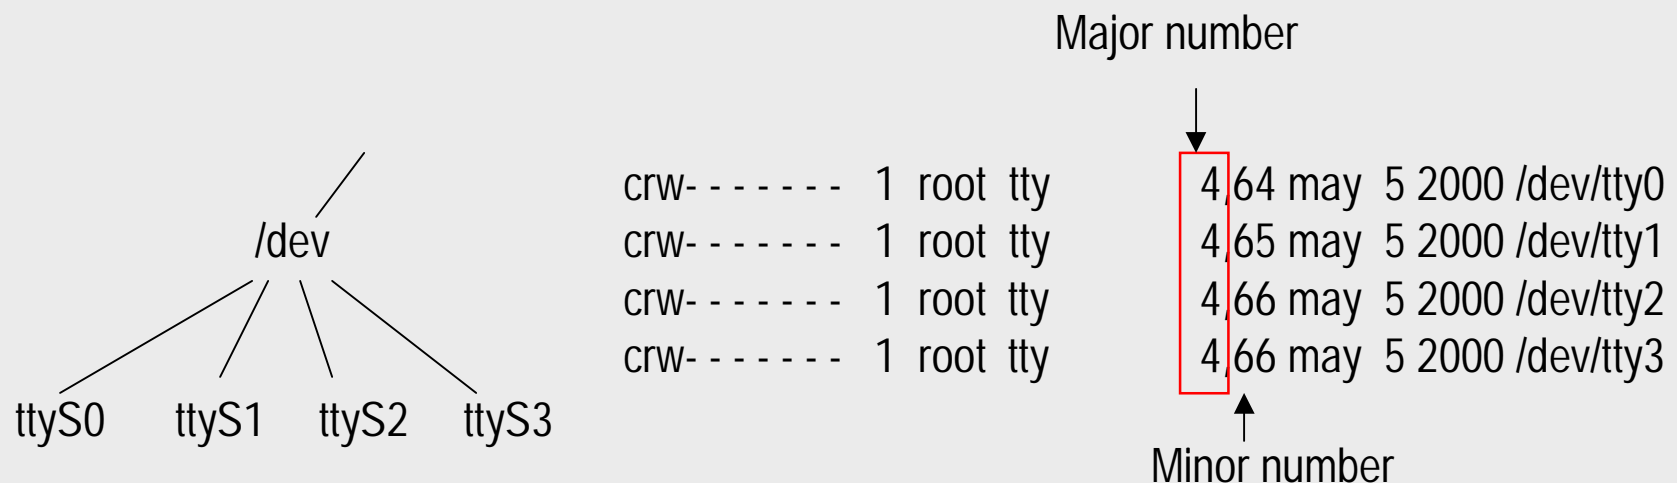 Major number
crw- - - - - - - 1 root tty 4,64 may 5 2000 /dev/tty0
/dev
crw- - - - - - - 1 root tty 4,65 may 5 2000 /dev/tty1
crw- - - - - - - 1 root tty 4,66 may 5 2000 /dev/tty2
crw- - - - - - - 1 root tty 4,66 may 5 2000 /dev/tty3
ttyS0 ttyS1 ttyS2 ttyS3
Minor number